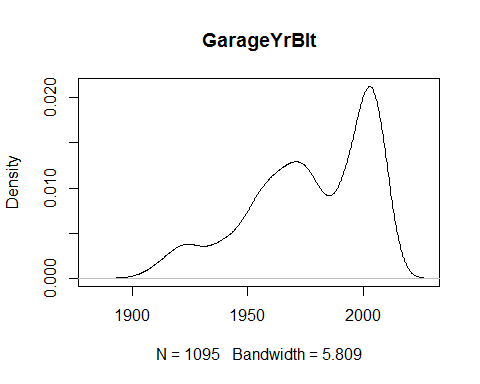 GarageYrBlt
Density
0.020
0.010
0.000
1900 1950 2000
N = 1095 Bandwidth = 5.809